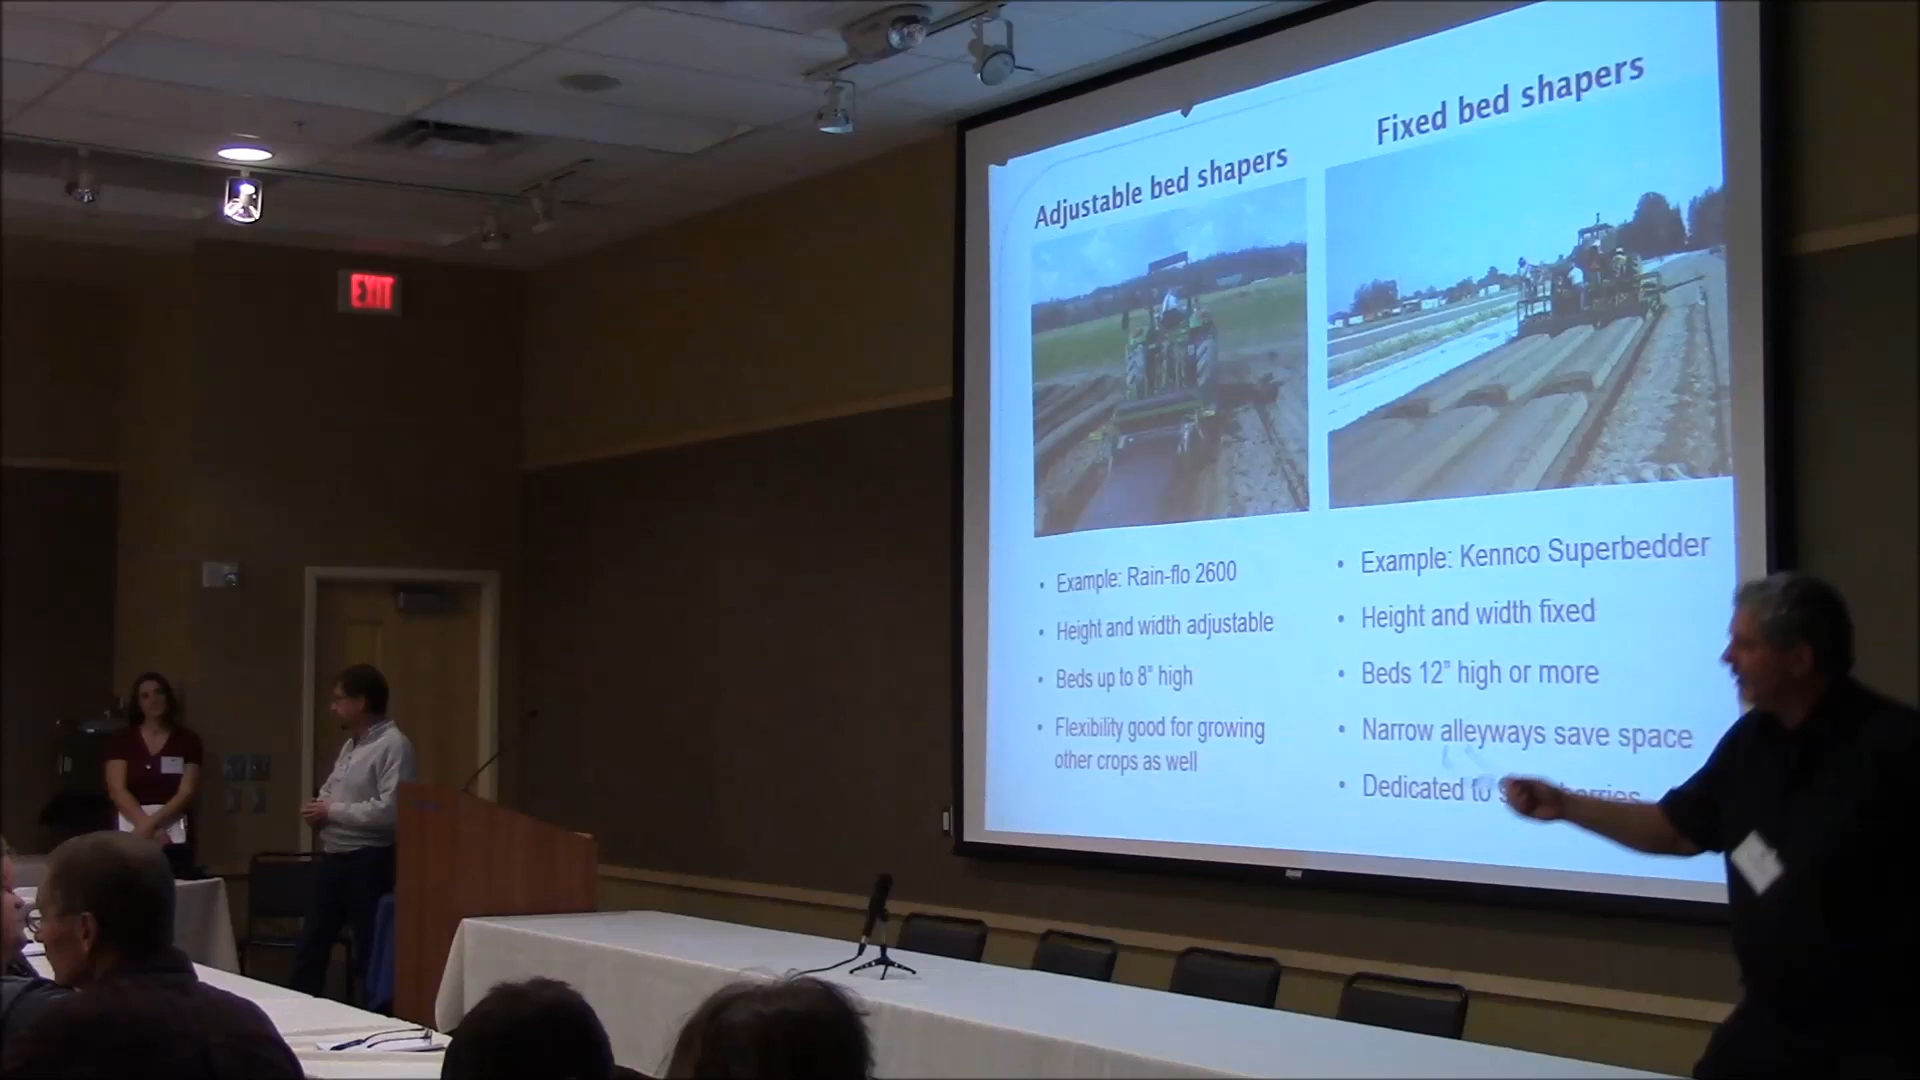 EXIT
Adjustable bed shapers
Example: Rain-flo 2600
Height and width adjustable
Beds up to 8" high
Flexibility good for growing
other crops as well
Fixed bed shapers
Example: Kennco Superbedder
Height and width fixed
Beds 12" high or more
Narrow alleyways save space
Dedicated to